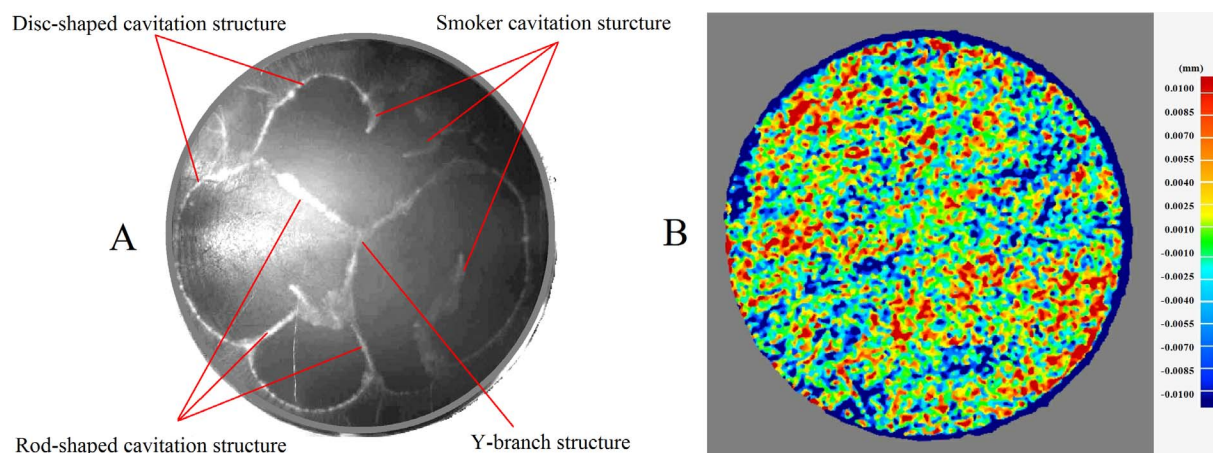 Disc-shaped cavitation structure
Smoker cavitation sturcture
A
Rod-shaped cavitation structure
Y-branch structure
B
(mm)
0.0100
0.0085
0.0070
0.0055
0.0040
0.0025
0.0010
-0.0010
-0.0025
-0.0040
-0.0055
-0.0070
-0.0085
-0.0100